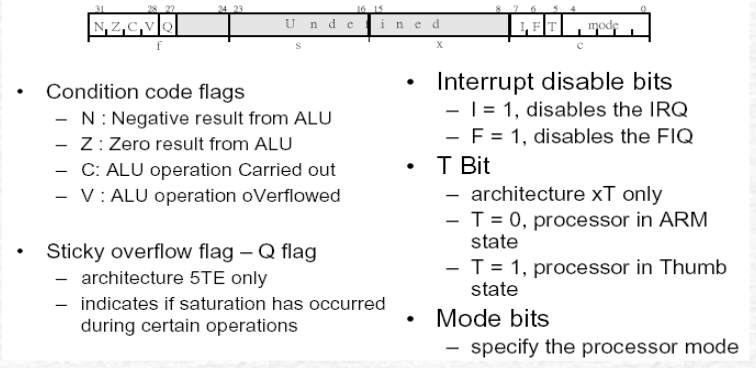 31 28 27 24 23 16 15 8 7 6 5 4 0
N Z C V Q U n d e f i n e d I F T mode
f s x c
• Condition code flags
– N : Negative result from ALU
– Z : Zero result from ALU
– C: ALU operation Carried out
– V : ALU operation oVerflowed
• Sticky overflow flag – Q flag
– architecture 5TE only
– indicates if saturation has occurred
during certain operations
• Interrupt disable bits
– I = 1, disables the IRQ
– F = 1, disables the FIQ
• T Bit
– architecture xT only
– T = 0, processor in ARM
state
– T = 1, processor in Thumb
state
• Mode bits
– specify the processor mode